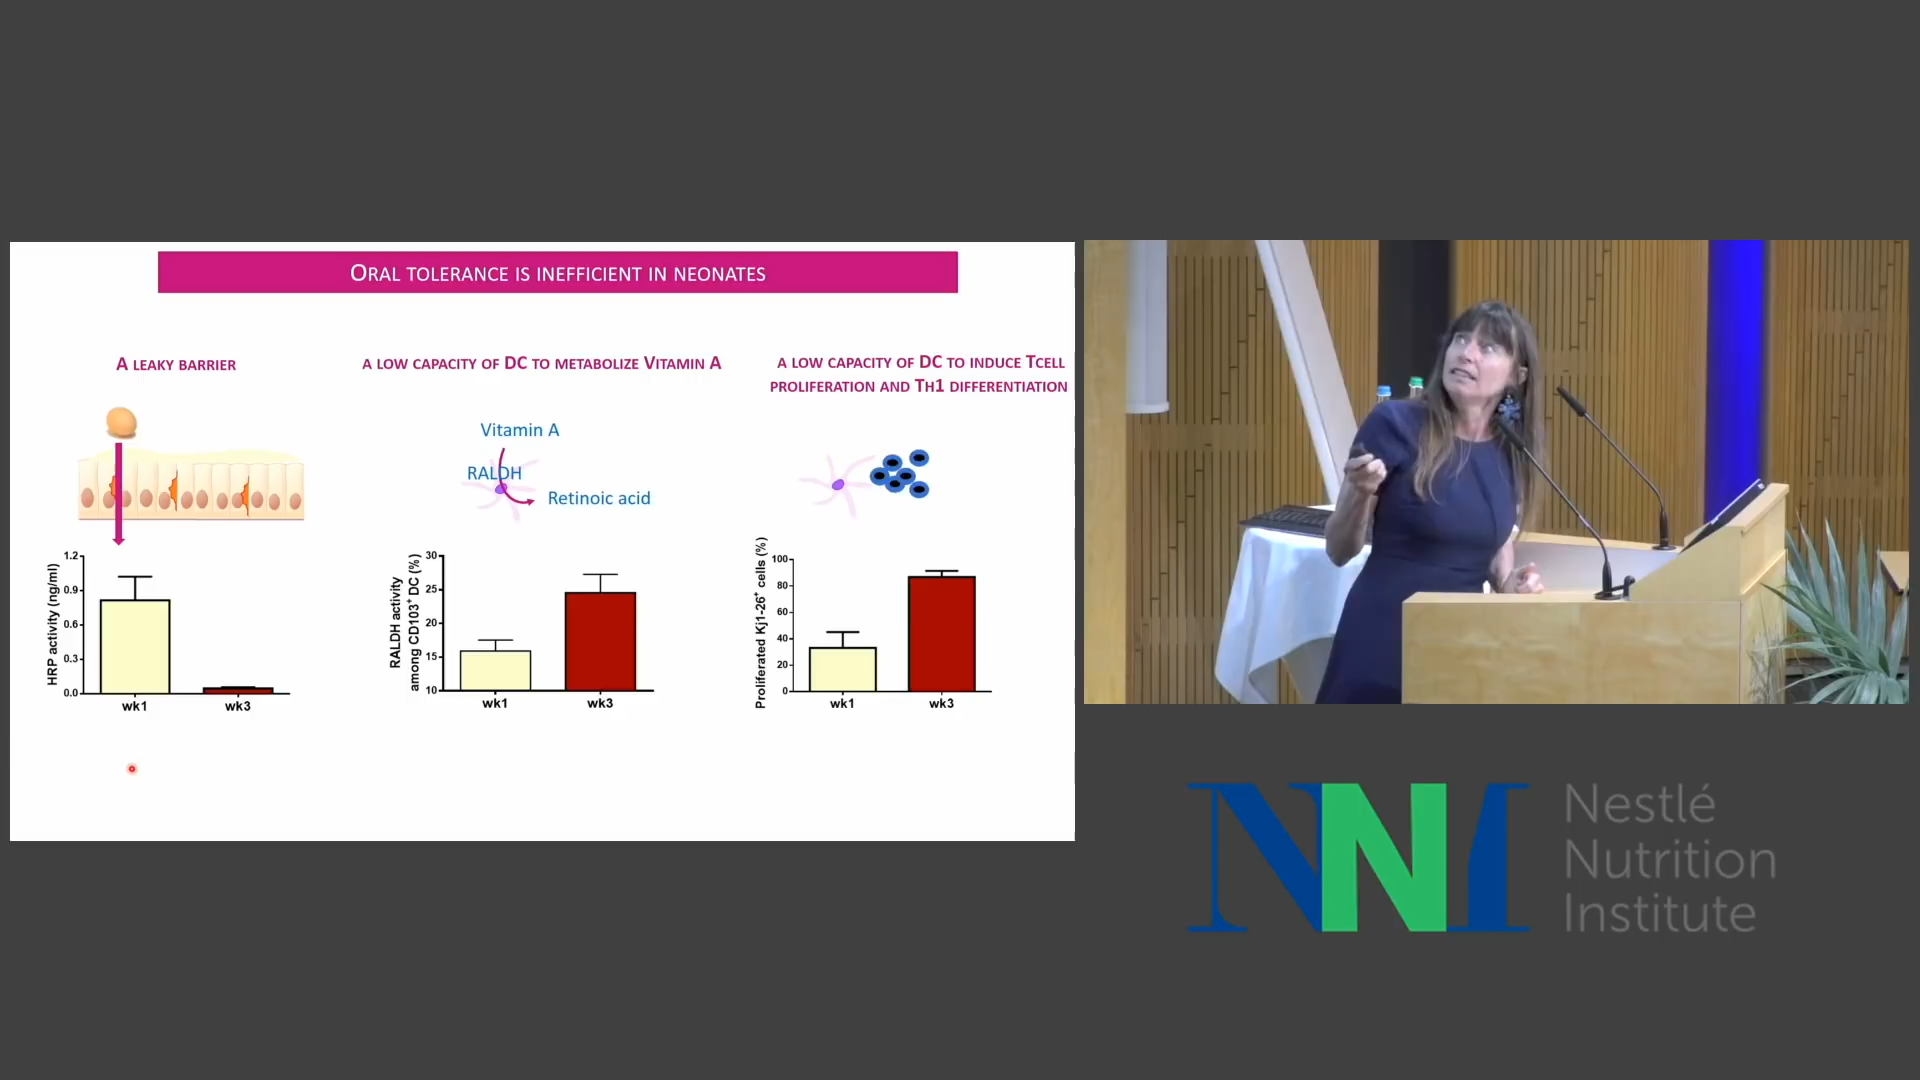 ORAL TOLERANCE IS INEFFICIENT IN NEONATES
A LEAKY BARRIER
A LOW CAPACITY OF DC TO METABOLIZE VITAMIN A
A LOW CAPACITY OF DC TO INDUCE TCELL
PROLIFERATION AND TH1 DIFFERENTIATION
Vitamin A
RALDH
Retinoic acid
HRP activity (ng/ml)
1.2
0.9
0.6
0.3
0.0
wk1
wk3
RALDH activity
among CD103⁺ DC (%)
30
25
20
15
10
wk1
wk3
Proliferated Kj1-26⁺ cells (%)
100
80
60
40
20
0
wk1
wk3
NNI
Nestlé
Nutrition
Institute